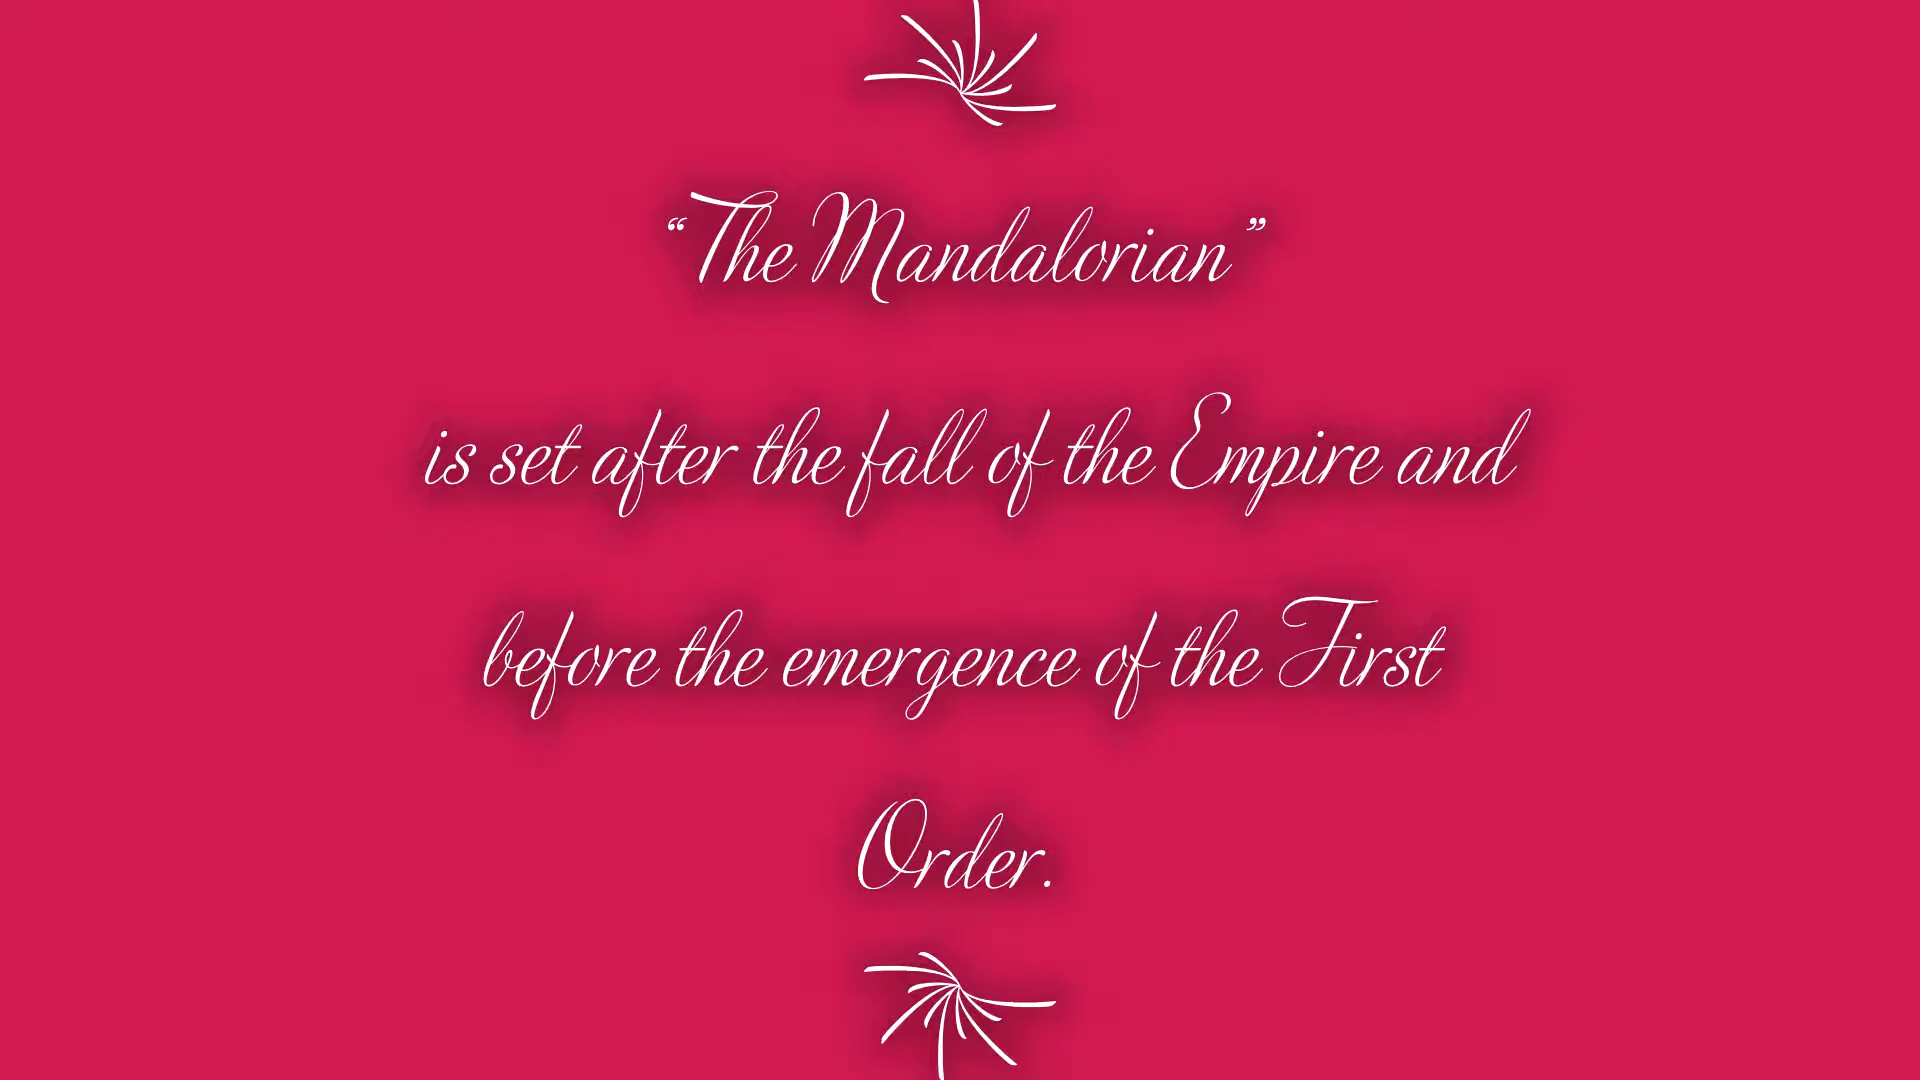 “The Mandalorian”
is set after the fall of the Empire and
before the emergence of the First
Order.